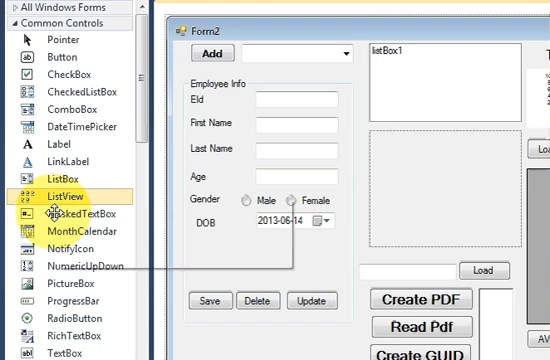 All Windows Forms
Common Controls
Pointer
Button
CheckBox
CheckedListBox
ComboBox
DateTimePicker
Label
LinkLabel
ListBox
ListView
MaskedTextBox
MonthCalendar
NotifyIcon
NumericUpDown
PictureBox
ProgressBar
RadioButton
RichTextBox
TextBox
Form2
Add
Employee Info
EId
First Name
Last Name
Age
Gender Male Female
DOB 2013-06-14
Save Delete Update
listBox1
Load
Create PDF
Read Pdf
Create GUID
T
Loa
AV